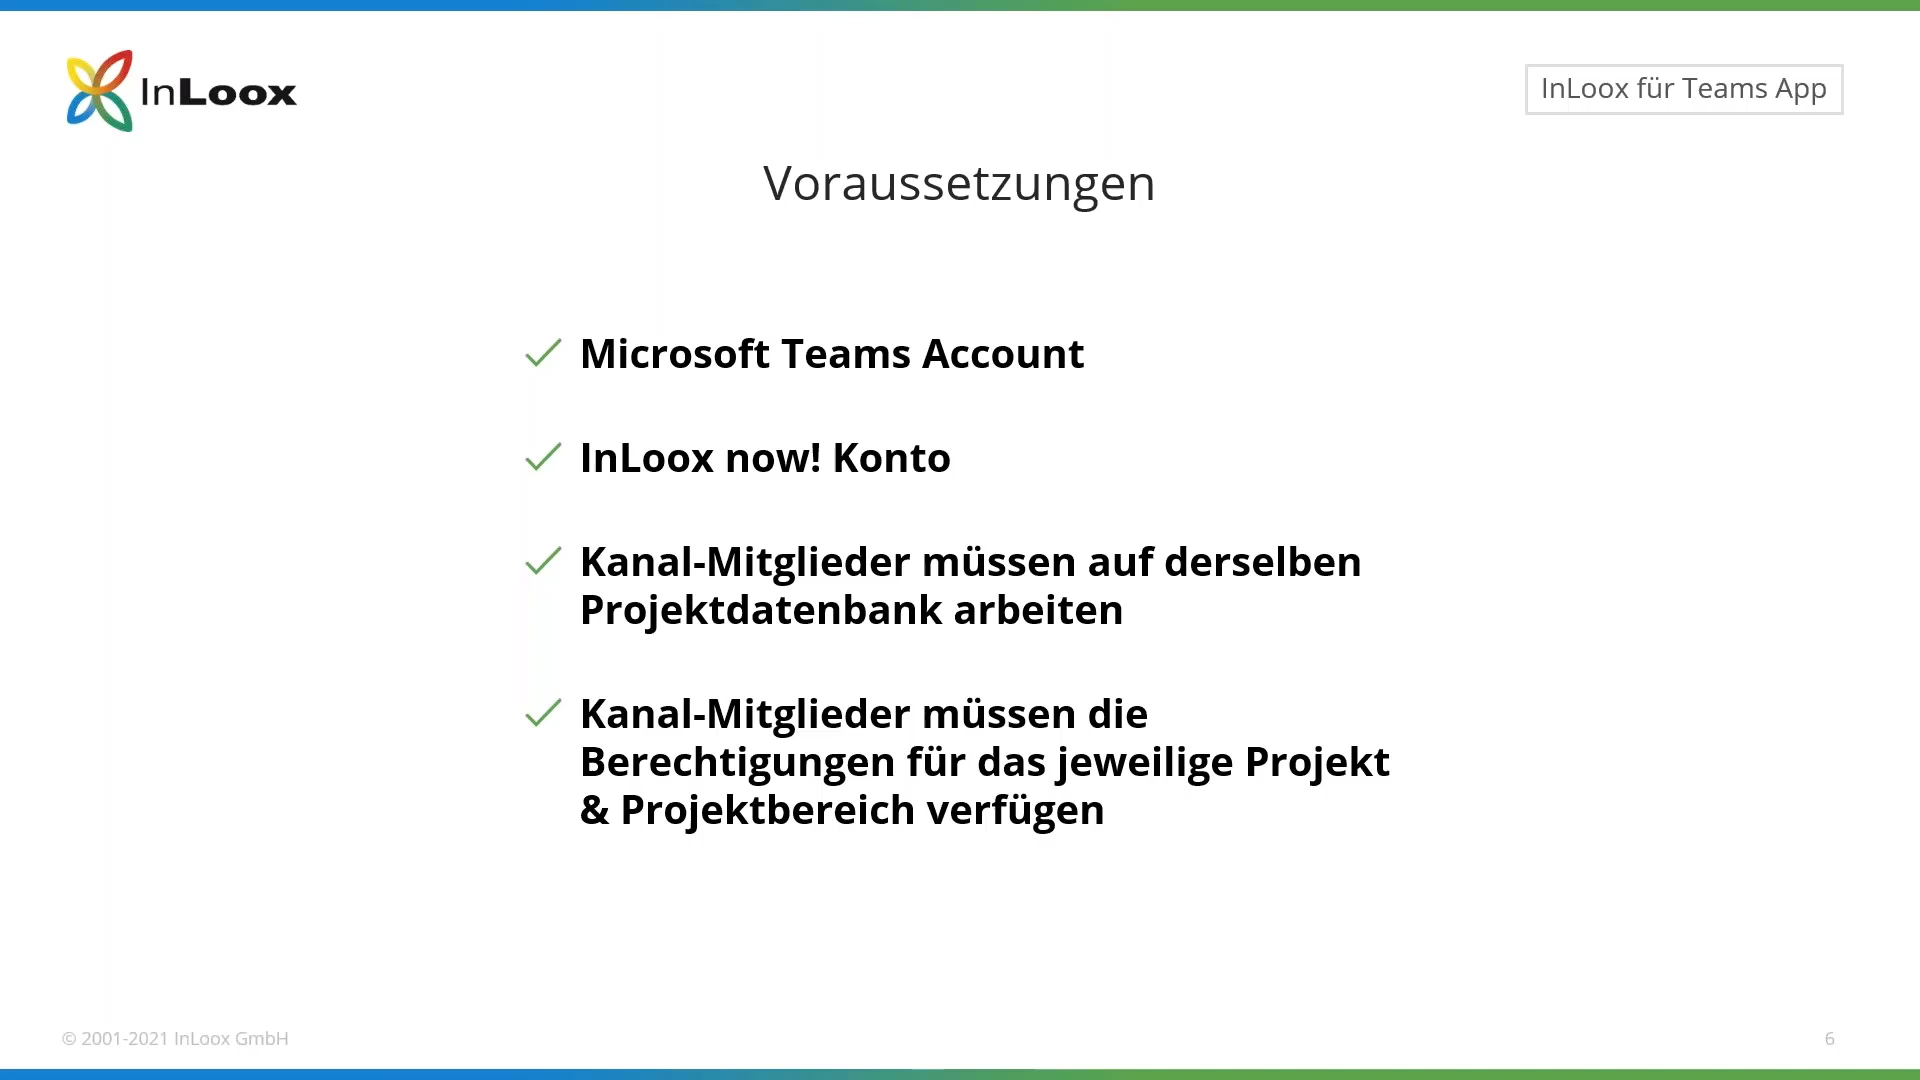 InLoox
InLoox für Teams App
Voraussetzungen
Microsoft Teams Account
InLoox now! Konto
Kanal-Mitglieder müssen auf derselben
Projektdatenbank arbeiten
Kanal-Mitglieder müssen die
Berechtigungen für das jeweilige Projekt
& Projektbereich verfügen
© 2001-2021 InLoox GmbH
6